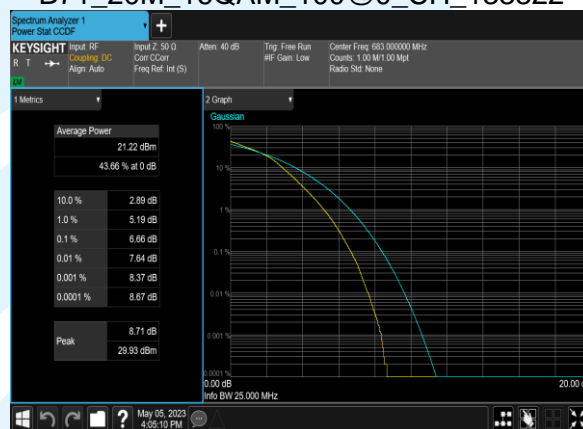 Spectrum Analyzer 1
Power Stat CCDF
KEYSIGHT
R T
Input: RF
Coupling: DC
Align: Auto
Input Z: 50 Ω
Corr CCorr
Freq Ref: Int (S)
Atten: 40 dB
Trig: Free Run
#IF Gain: Low
Center Freq: 683.000000 MHz
Counts: 1.00 M/1.00 Mpt
Radio Std: None
1 Metrics
Average Power
21.22 dBm
43.66 % at 0 dB
10.0 % 2.89 dB
1.0 % 5.19 dB
0.1 % 6.66 dB
0.01 % 7.64 dB
0.001 % 8.37 dB
0.0001 % 8.67 dB
Peak
8.71 dB
29.93 dBm
2 Graph
Gaussian
100 %
10 %
1 %
0.1 %
0.01 %
0.001 %
0.0001 %
0.00 dB
20.00
Info BW 25.000 MHz
?
May 05, 2023
4:05:10 PM